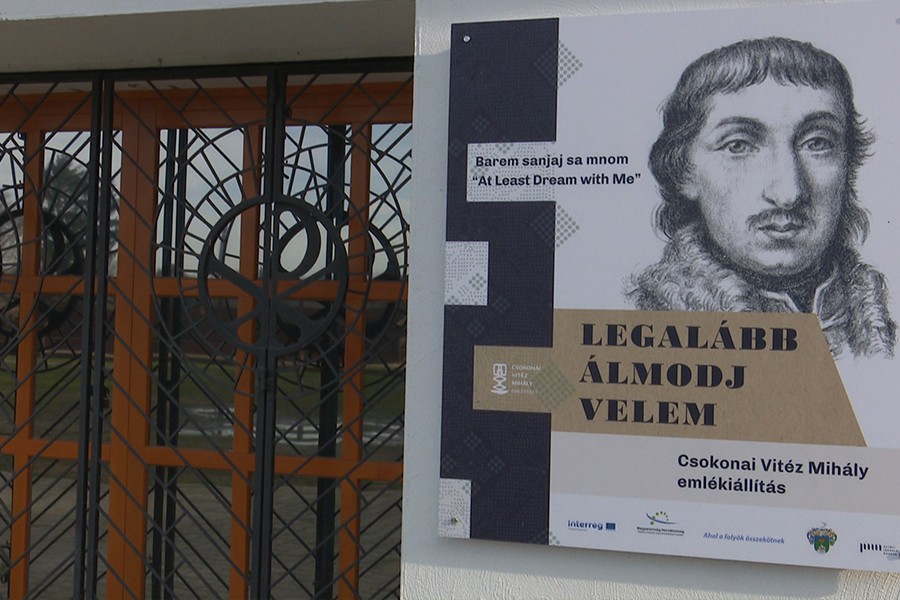 Barem sanjaj sa mnom
“At Least Dream with Me”
LEGALÁBB
ÁLMODJ
VELEM
CSOKONAI
VITÉZ
MIHÁLY
Csokonai Vitéz Mihály
emlékiállítás
interreg
Ahol a folyók összekötnek